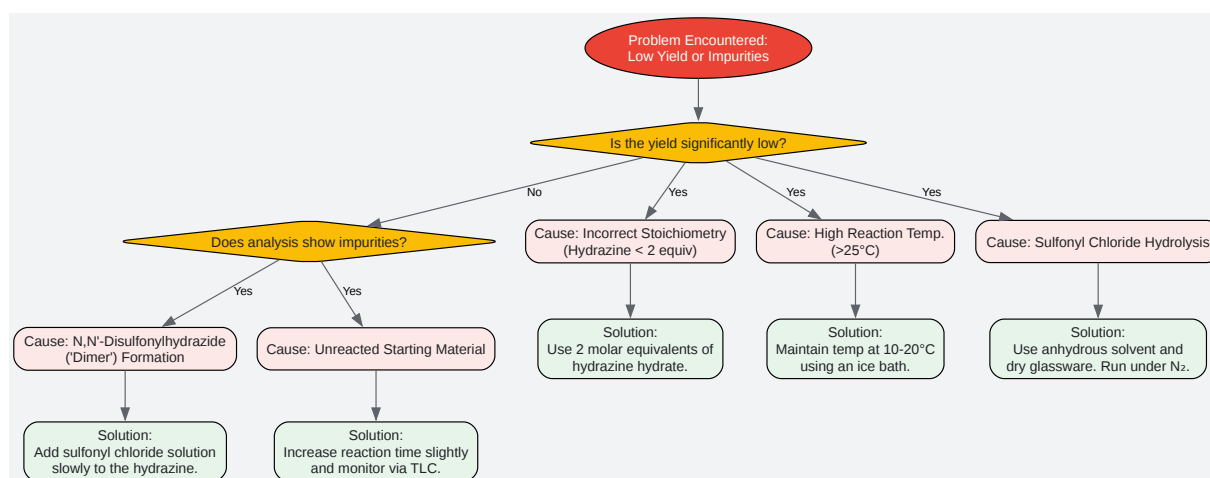 Problem Encountered:
Low Yield or Impurities
Is the yield significantly low?
No
Yes
Yes
Yes
Does analysis show impurities?
Cause: Incorrect Stoichiometry
(Hydrazine < 2 equiv)
Cause: High Reaction Temp.
(>25°C)
Cause: Sulfonyl Chloride Hydrolysis
Yes
Yes
Cause: N,N'-Disulfonylhydrazide
('Dimer') Formation
Cause: Unreacted Starting Material
Solution:
Use 2 molar equivalents of
hydrazine hydrate.
Solution:
Maintain temp at 10-20°C
using an ice bath.
Solution:
Use anhydrous solvent and
dry glassware. Run under N₂.
Solution:
Add sulfonyl chloride solution
slowly to the hydrazine.
Solution:
Increase reaction time slightly
and monitor via TLC.